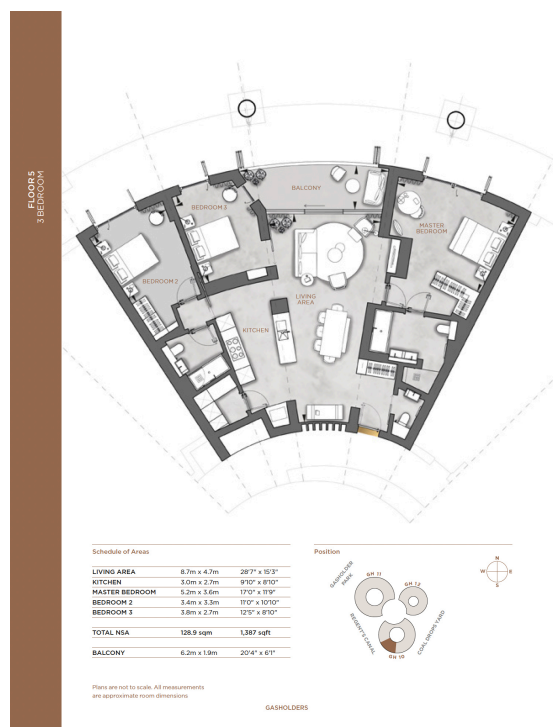 FLOOR 5
3 BEDROOM
BALCONY
BEDROOM 3
MASTER
BEDROOM
BEDROOM 2
LIVING
AREA
KITCHEN
Schedule of Areas
LIVING AREA 8.7m x 4.7m 28'7" x 15'3"
KITCHEN 3.0m x 2.7m 9'10" x 8'10"
MASTER BEDROOM 5.2m x 3.6m 17'0" x 11'9"
BEDROOM 2 3.4m x 3.3m 11'0" x 10'10"
BEDROOM 3 3.8m x 2.7m 12'5" x 8'10"
TOTAL NSA 128.9 sqm 1,387 sqft
BALCONY 6.2m x 1.9m 20'4" x 6'1"
Position
N
W E
S
GASHOLDER
PARK
GH 11
GH 12
REGENT'S CANAL
COAL DROPS YARD
GH 10
Plans are not to scale. All measurements
are approximate room dimensions
GASHOLDERS